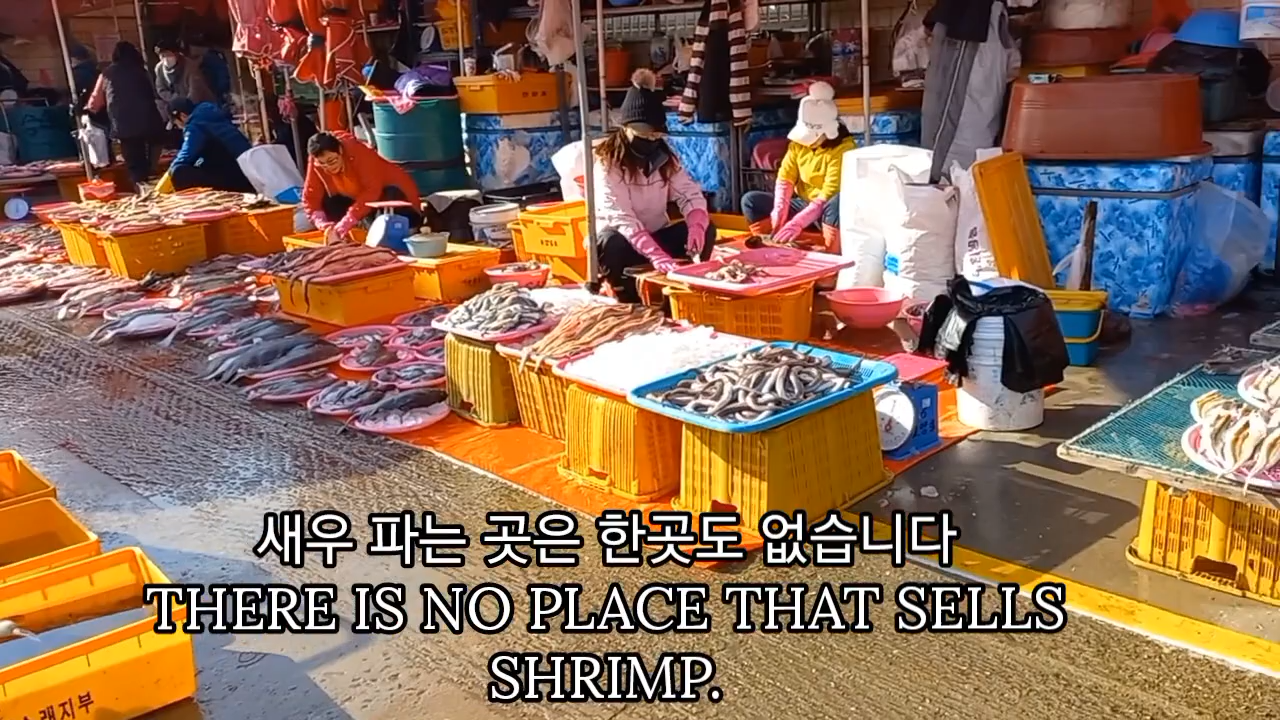 새우 파는 곳은 한곳도 없습니다
THERE IS NO PLACE THAT SELLS
SHRIMP.